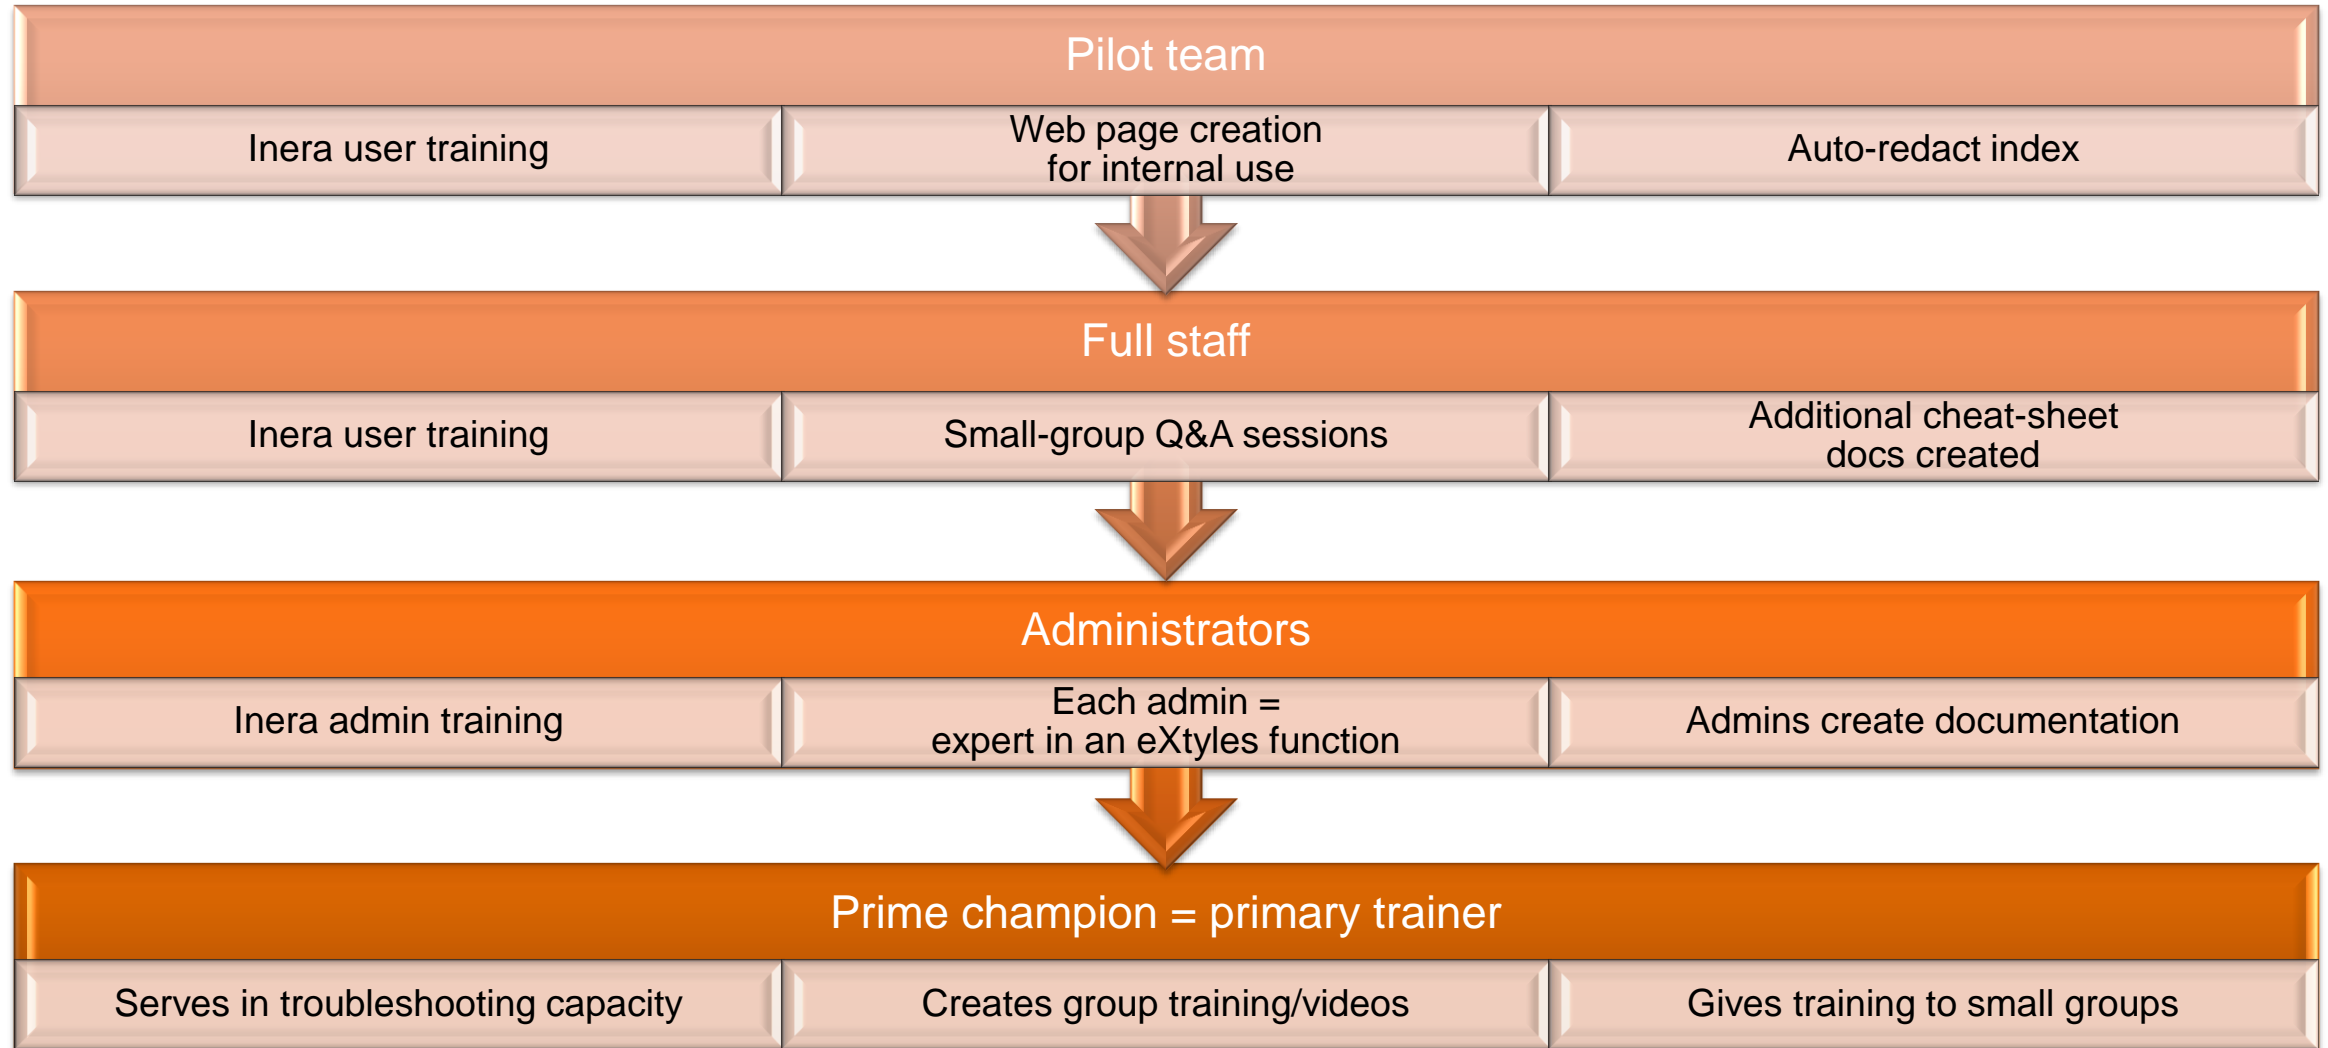 Pilot team
Inera user training
Web page creation
for internal use
Auto-redact index
Full staff
Inera user training
Small-group Q&A sessions
Additional cheat-sheet
docs created
Administrators
Inera admin training
Each admin =
expert in an eXtyles function
Admins create documentation
Prime champion = primary trainer
Serves in troubleshooting capacity
Creates group training/videos
Gives training to small groups